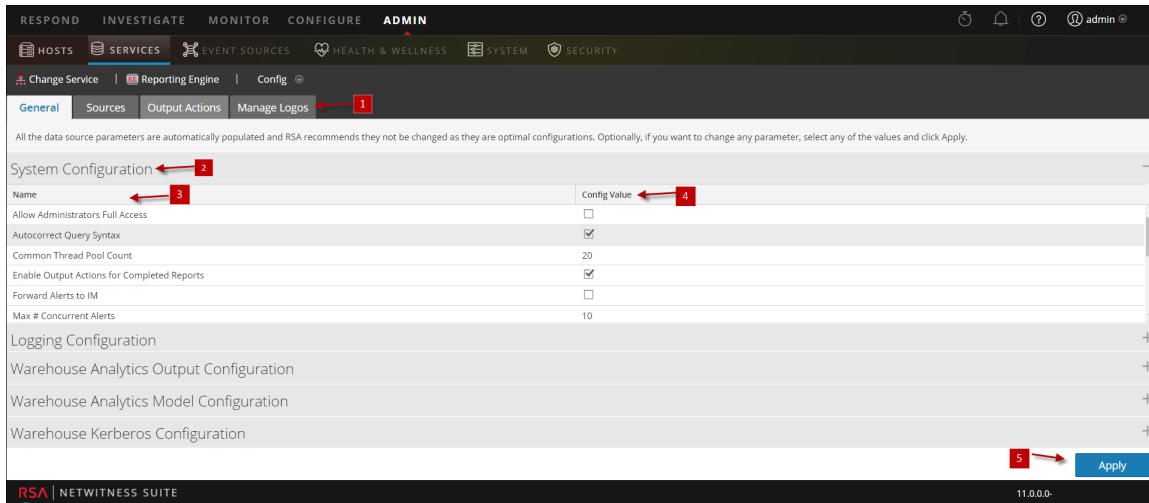 RESPOND INVESTIGATE MONITOR CONFIGURE ADMIN admin
HOSTS SERVICES EVENT SOURCES HEALTH & WELLNESS SYSTEM SECURITY
Change Service | Reporting Engine | Config
General Sources Output Actions Manage Logos 1
All the data source parameters are automatically populated and RSA recommends they not be changed as they are optimal configurations. Optionally, if you want to change any parameter, select any of the values and click Apply.
System Configuration 2
Name 3 Config Value 4
Allow Administrators Full Access
Autocorrect Query Syntax
Common Thread Pool Count 20
Enable Output Actions for Completed Reports
Forward Alerts to IM
Max # Concurrent Alerts 10
Logging Configuration
Warehouse Analytics Output Configuration
Warehouse Analytics Model Configuration
Warehouse Kerberos Configuration
5 Apply
RSA | NETWITNESS SUITE 11.0.0.0-